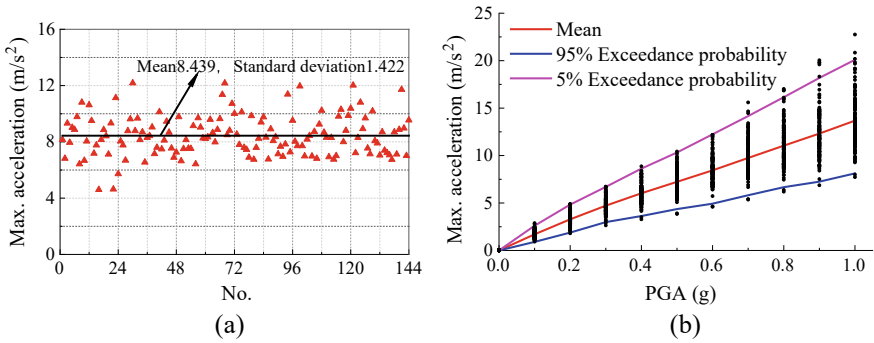 16
12
8
4
0
0
24
48
72
96
120
144
Max. acceleration (m/s²)
No.
Mean8.439， Standard deviation1.422
(a)
25
20
15
10
5
0
0.0
0.2
0.4
0.6
0.8
1.0
Max. acceleration (m/s²)
PGA (g)
Mean
95% Exceedance probability
5% Exceedance probability
(b)